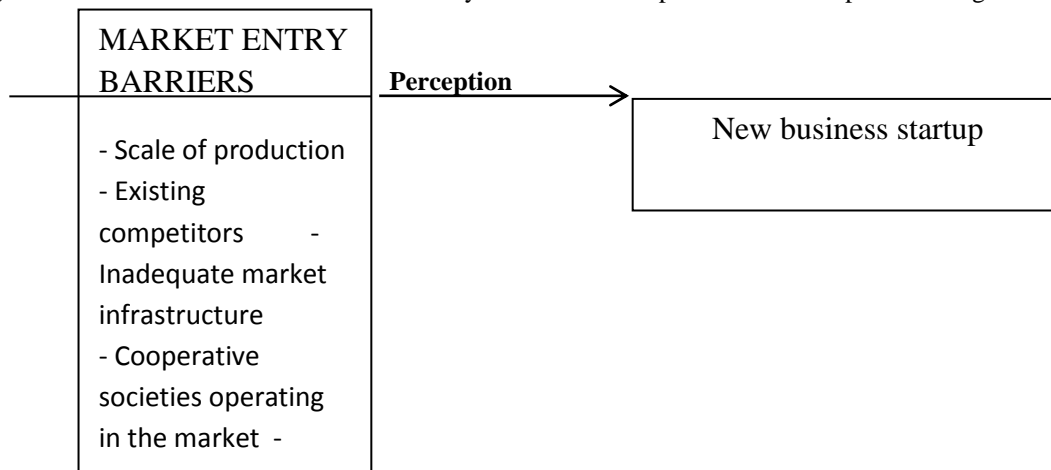 MARKET ENTRY
BARRIERS
Perception
New business startup
- Scale of production
- Existing
competitors -
Inadequate market
infrastructure
- Cooperative
societies operating
in the market -